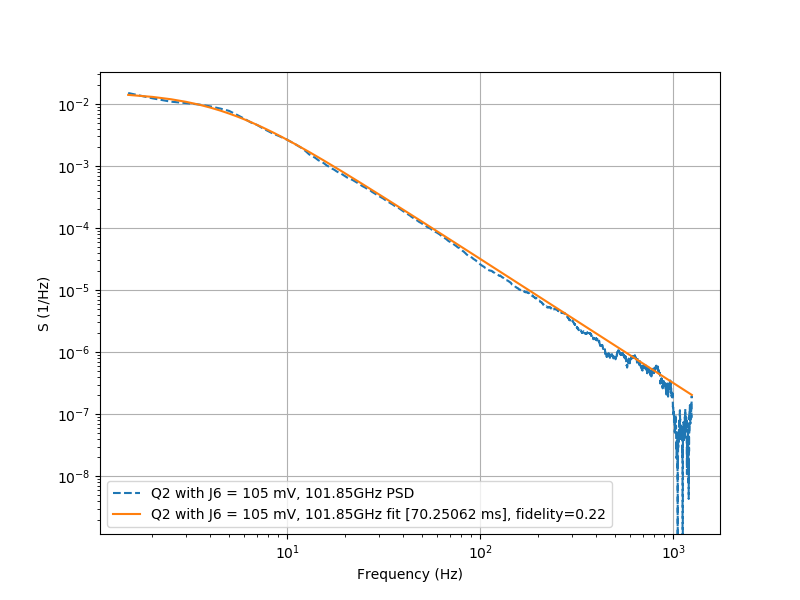 10⁻²
10⁻³
10⁻⁴
10⁻⁵
10⁻⁶
10⁻⁷
10⁻⁸
S (1/Hz)
Q2 with J6 = 105 mV, 101.85GHz PSD
Q2 with J6 = 105 mV, 101.85GHz fit [70.25062 ms], fidelity=0.22
10¹ 10² 10³
Frequency (Hz)